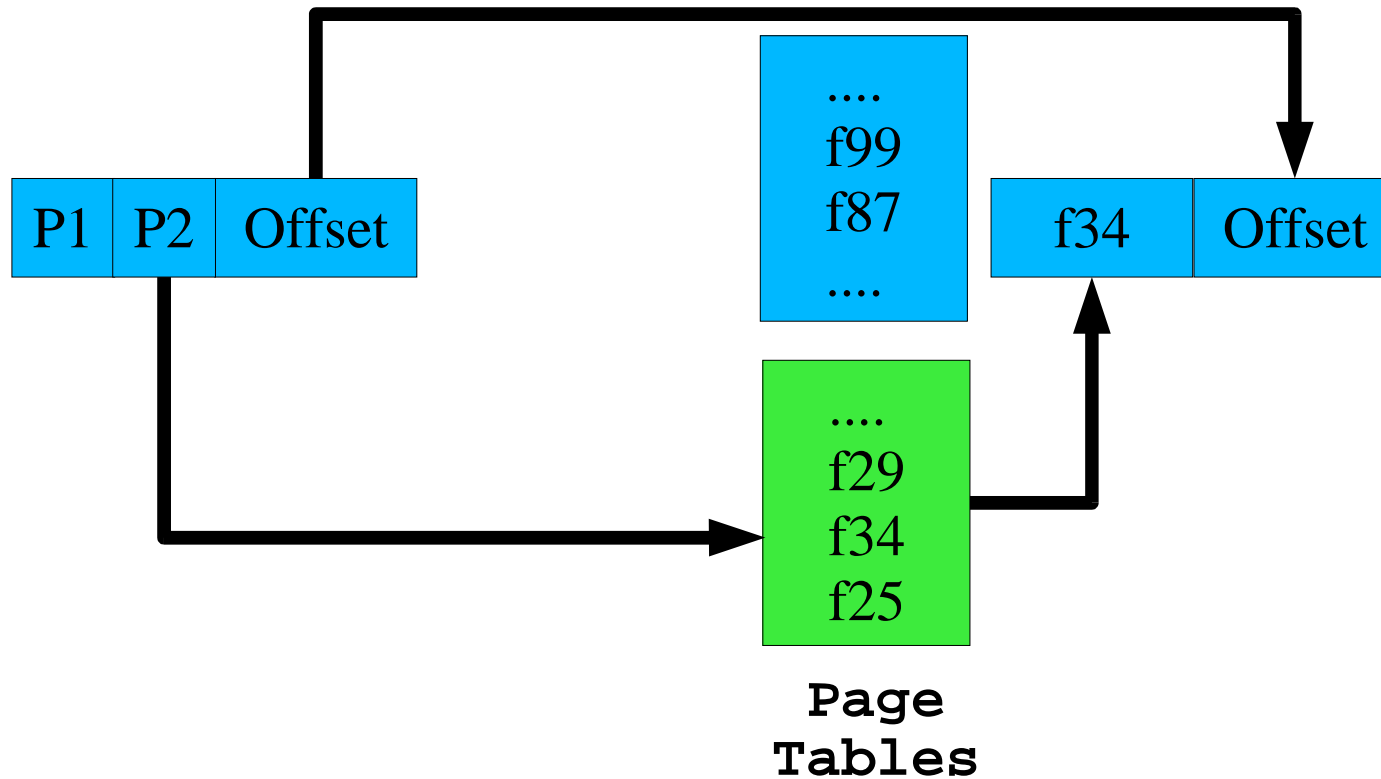 P1 P2 Offset
....
f99
f87
....
f34 Offset
....
f29
f34
f25
Page
Tables